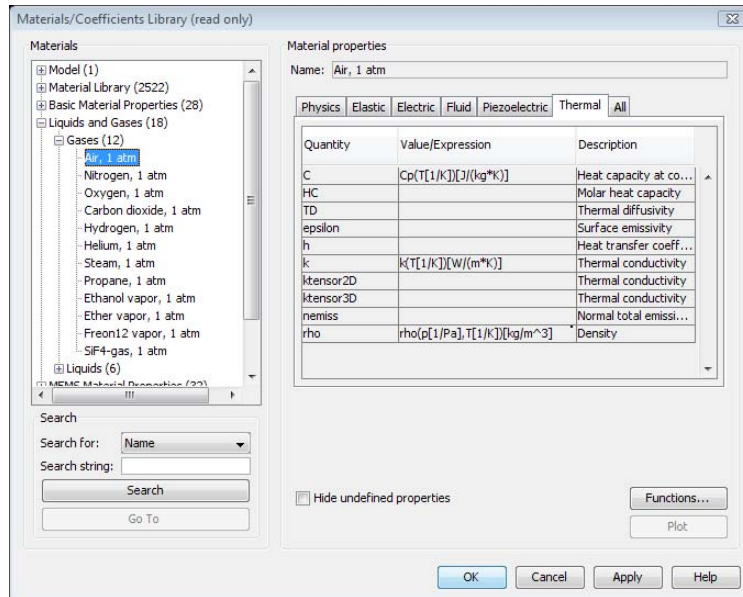 Materials/Coefficients Library (read only)
Materials
Model (1)
Material Library (2522)
Basic Material Properties (28)
Liquids and Gases (18)
Gases (12)
Air, 1 atm
Nitrogen, 1 atm
Oxygen, 1 atm
Carbon dioxide, 1 atm
Hydrogen, 1 atm
Helium, 1 atm
Steam, 1 atm
Propane, 1 atm
Ethanol vapor, 1 atm
Ether vapor, 1 atm
Freon12 vapor, 1 atm
SiF4-gas, 1 atm
Liquids (6)
MEMS Material Properties (32)
Search
Search for: Name
Search string:
Search
Go To
Material properties
Name: Air, 1 atm
Physics Elastic Electric Fluid Piezoelectric Thermal All
Quantity Value/Expression Description
C Cp(T[1/K])[J/(kg*K)] Heat capacity at co...
HC Molar heat capacity
TD Thermal diffusivity
epsilon Surface emissivity
h Heat transfer coeff...
k k(T[1/K])[W/(m*K)] Thermal conductivity
ktensor2D Thermal conductivity
ktensor3D Thermal conductivity
nemiss Normal total emissi...
rho rho(p[1/Pa],T[1/K])[kg/m^3] Density
Hide undefined properties
Functions...
Plot
OK Cancel Apply Help